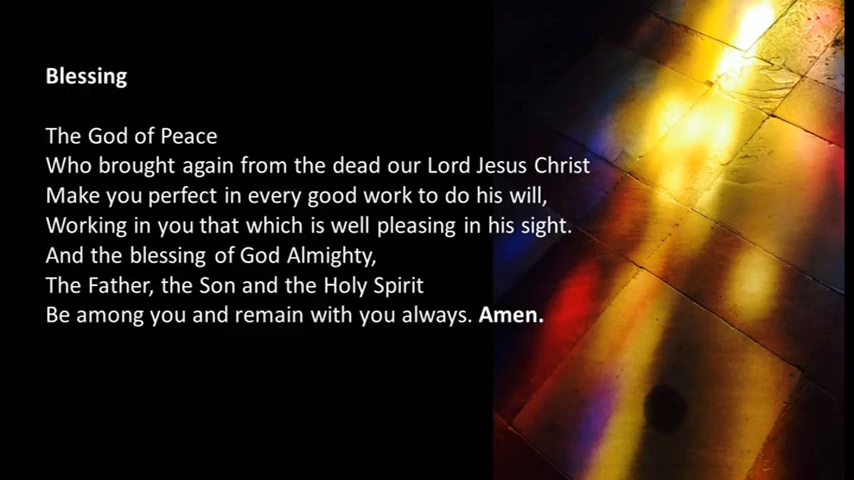 Blessing
The God of Peace
Who brought again from the dead our Lord Jesus Christ
Make you perfect in every good work to do his will,
Working in you that which is well pleasing in his sight.
And the blessing of God Almighty,
The Father, the Son and the Holy Spirit
Be among you and remain with you always. Amen.